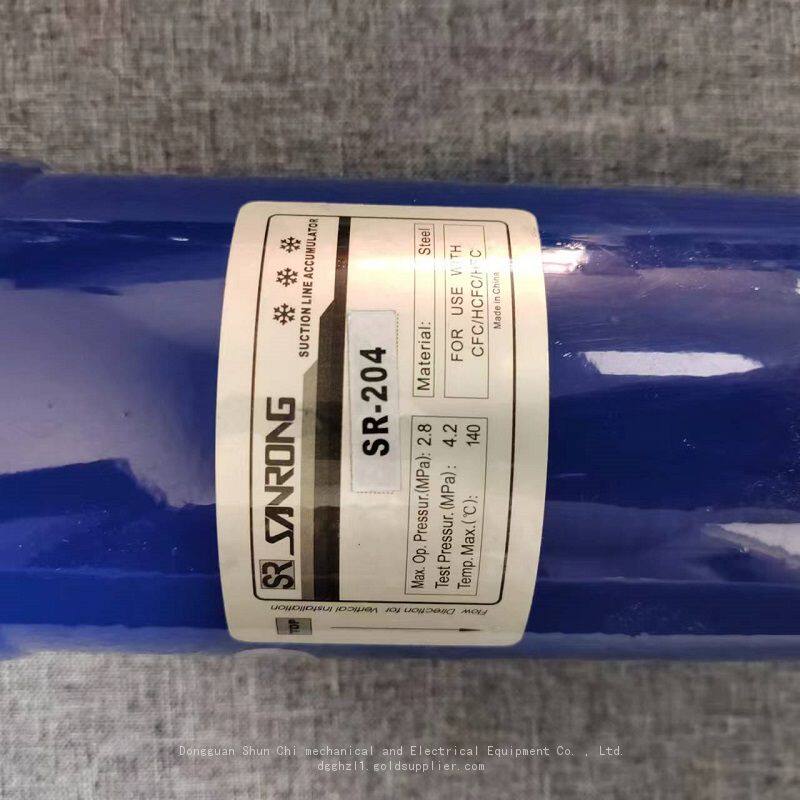 SR SANRONG
SUCTION LINE ACCUMULATOR
SR-204
Max. Op. Pressur.(MPa): 2.8
Test Pressur.(MPa): 4.2
Temp. Max.(℃): 140
Material: Steel
FOR USE WITH
CFC/HCFC/HFC
Made in China
Flow Direction for Vertical Installation
TOP
Dongguan Shun Chi mechanical and Electrical Equipment Co. , Ltd.
dgghzl1.goldsupplier.com